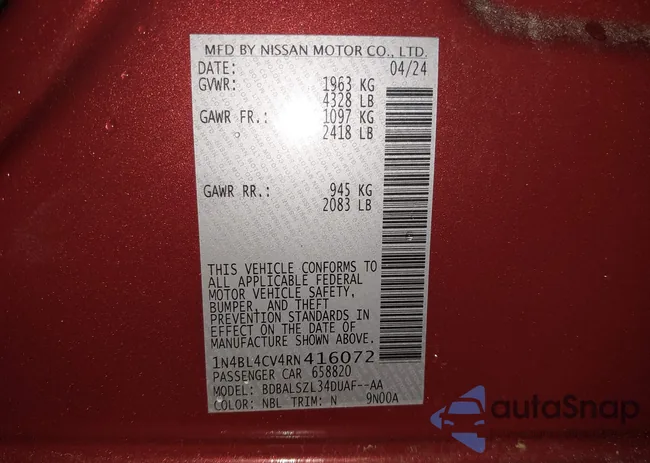 MFD BY NISSAN MOTOR CO., LTD.
DATE: 04/24
GVWR: 1963 KG
4328 LB
GAWR FR.: 1097 KG
2418 LB
GAWR RR.: 945 KG
2083 LB
THIS VEHICLE CONFORMS TO
ALL APPLICABLE FEDERAL
MOTOR VEHICLE SAFETY,
BUMPER, AND THEFT
PREVENTION STANDARDS IN
EFFECT ON THE DATE OF
MANUFACTURE SHOWN ABOVE.
1N4BL4CV4RN416072
PASSENGER CAR 658820
MODEL: BDBALSZL34DUAF--AA
COLOR: NBL TRIM: N 9N00A
autoSnap